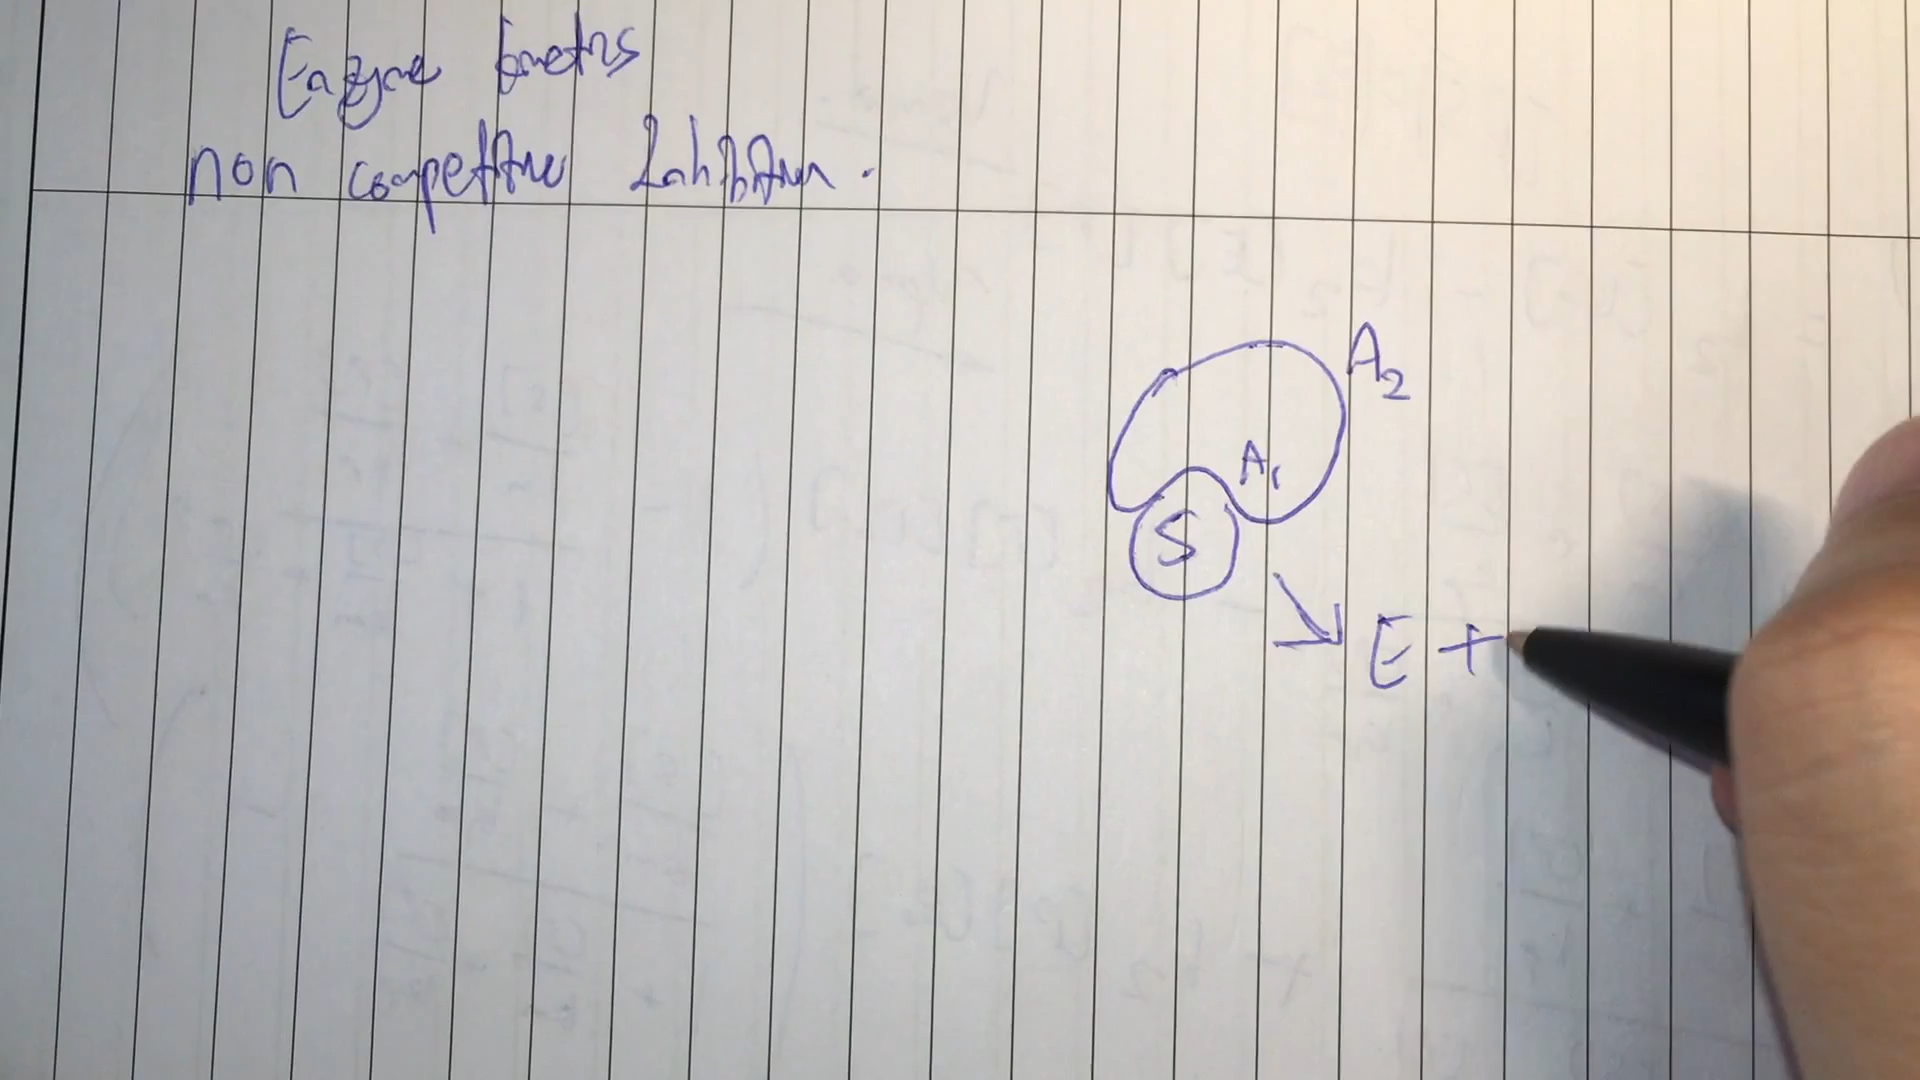 Enzyme kinetics
non competitive Inhibition.
A2
A1
S
E +